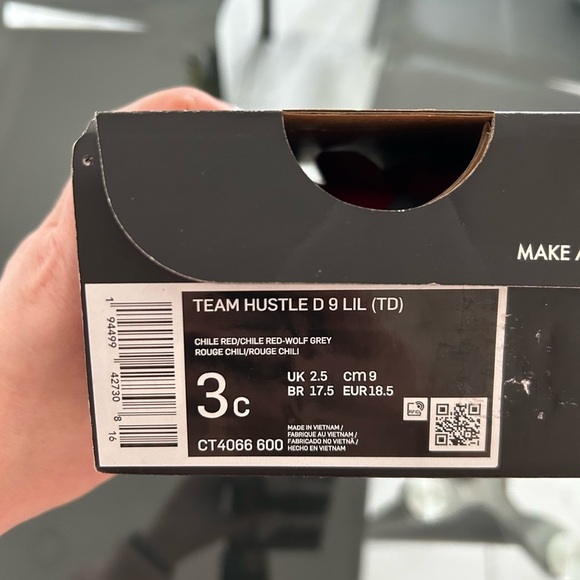 MAKE
TEAM HUSTLE D 9 LIL (TD)
CHILE RED/CHILE RED-WOLF GREY
ROUGE CHILI/ROUGE CHILI
3C
UK 2.5 cm 9
BR 17.5 EUR 18.5
CT4066 600
MADE IN VIETNAM /
FABRIQUE AU VIETNAM /
FABRICADO NO VIETNÃ /
HECHO EN VIETNAM
1 94499 42730 8 16